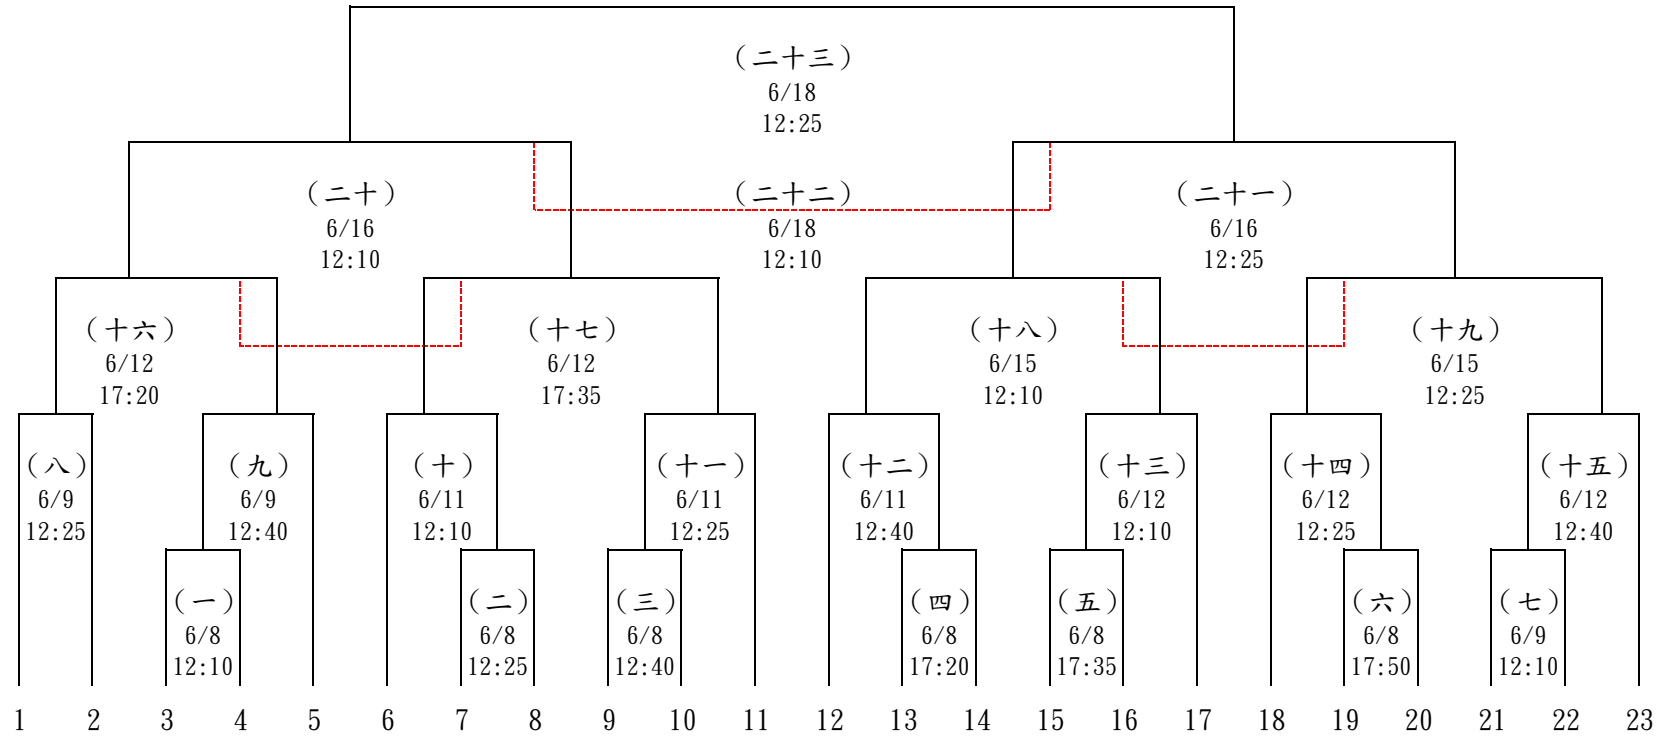 （二十三）
6/18
12:25
（二十）
6/16
12:10
（二十二）
6/18
12:10
（二十一）
6/16
12:25
（十六）
6/12
17:20
（十七）
6/12
17:35
（十八）
6/15
12:10
（十九）
6/15
12:25
（八）
6/9
12:25
（九）
6/9
12:40
（十）
6/11
12:10
（十一）
6/11
12:25
（十二）
6/11
12:40
（十三）
6/12
12:10
（十四）
6/12
12:25
（十五）
6/12
12:40
（一）
6/8
12:10
（二）
6/8
12:25
（三）
6/8
12:40
（四）
6/8
17:20
（五）
6/8
17:35
（六）
6/8
17:50
（七）
6/9
12:10
1 2 3 4 5 6 7 8 9 10 11 12 13 14 15 16 17 18 19 20 21 22 23